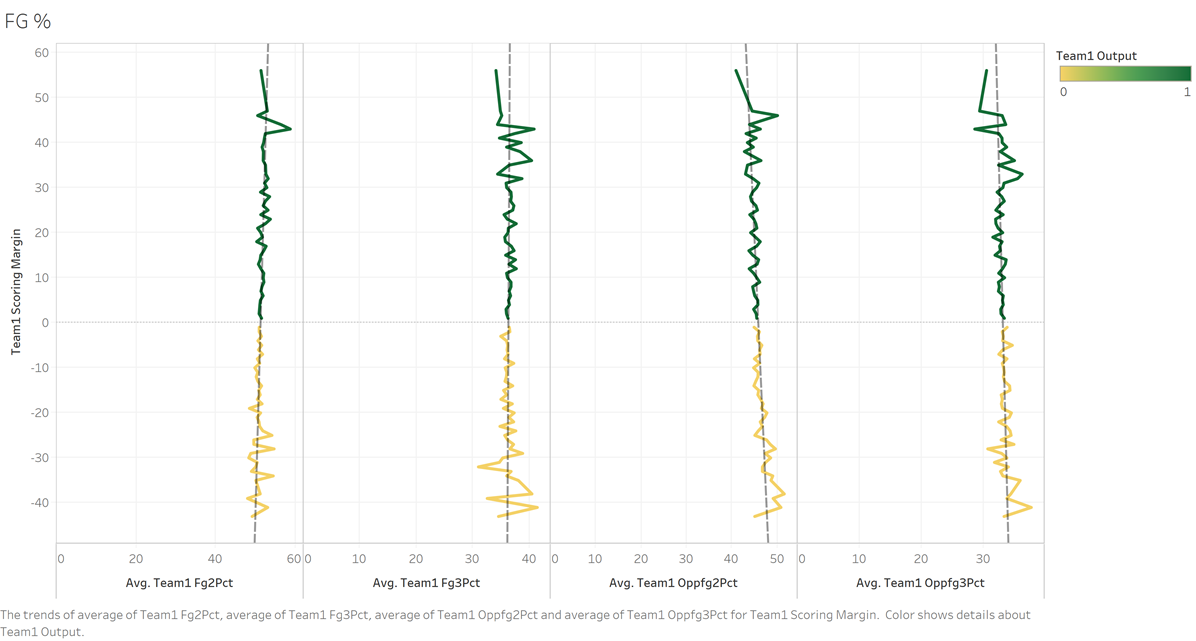 FG %
Team1 Output
0 1
Team1 Scoring Margin
60
50
40
30
20
10
0
-10
-20
-30
-40
0 20 40 60 0 10 20 30 40 0 10 20 30 40 50 0 10 20 30
Avg. Team1 Fg2Pct Avg. Team1 Fg3Pct Avg. Team1 Oppfg2Pct Avg. Team1 Oppfg3Pct
The trends of average of Team1 Fg2Pct, average of Team1 Fg3Pct, average of Team1 Oppfg2Pct and average of Team1 Oppfg3Pct for Team1 Scoring Margin.  Color shows details about
Team1 Output.